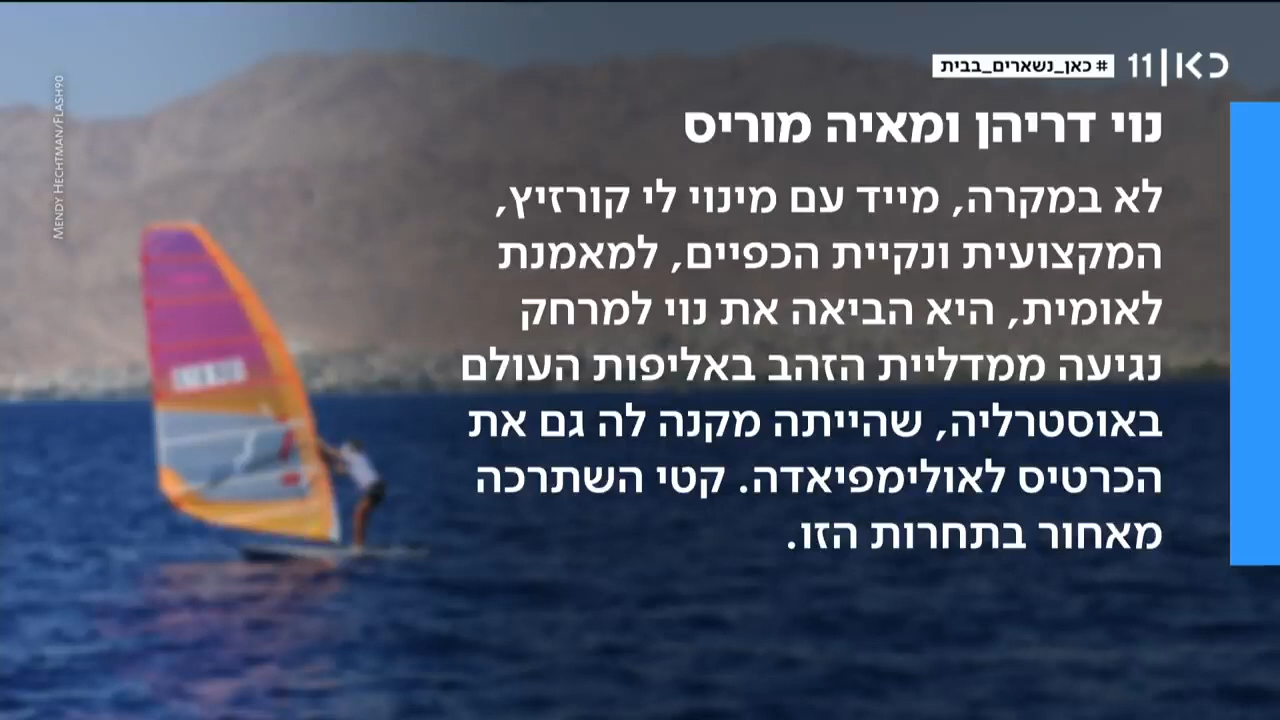 MENDY HECHTMAN/FLASH90
# כאן_נשארים_בבית
כאן 11
נוי דריהן ומאיה מוריס
לא במקרה, מייד עם מינוי לי קורזיץ,
המקצועית ונקיית הכפיים, למאמנת
לאומית, היא הביאה את נוי למרחק
נגיעה ממדליית הזהב באליפות העולם
באוסטרליה, שהייתה מקנה לה גם את
הכרטיס לאולימפיאדה. קטי השתרכה
מאחור בתחרות הזו.